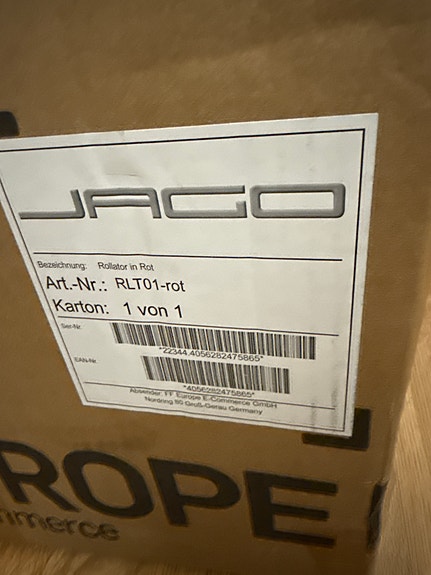 JAGO
Bezeichnung: Rollator in Rot
Art.-Nr.: RLT01-rot
Karton: 1 von 1
Ser-Nr.
*22344.4056282475865*
EAN-Nr.
*4056282475865*
Absender: FF Europe E-Commerce GmbH
Nordring 80 Groß-Gerau Germany
ROPE
mmerce